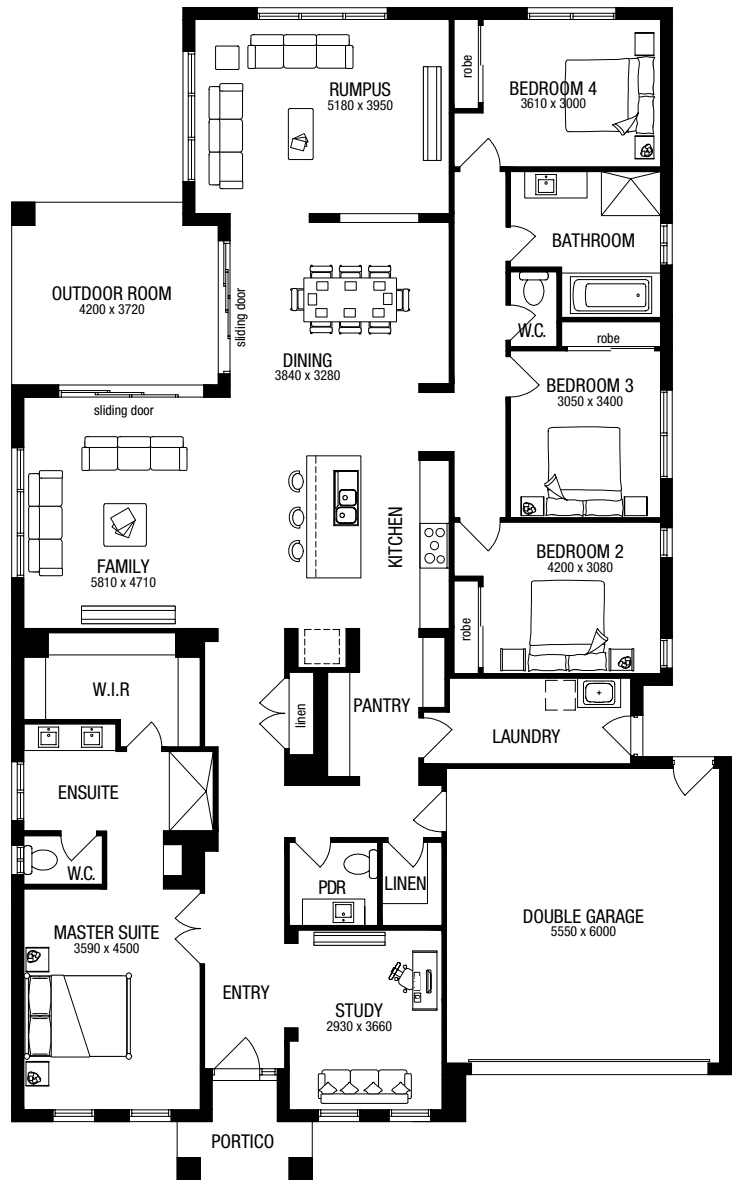 RUMPUS
5180 x 3950
robe
BEDROOM 4
3610 x 3000
BATHROOM
OUTDOOR ROOM
4200 x 3720
sliding door
W.C.
robe
DINING
3840 x 3280
BEDROOM 3
3050 x 3400
sliding door
KITCHEN
FAMILY
5810 x 4710
BEDROOM 2
4200 x 3080
robe
W.I.R
linen
PANTRY
LAUNDRY
ENSUITE
W.C.
PDR
LINEN
MASTER SUITE
3590 x 4500
DOUBLE GARAGE
5550 x 6000
ENTRY
STUDY
2930 x 3660
PORTICO